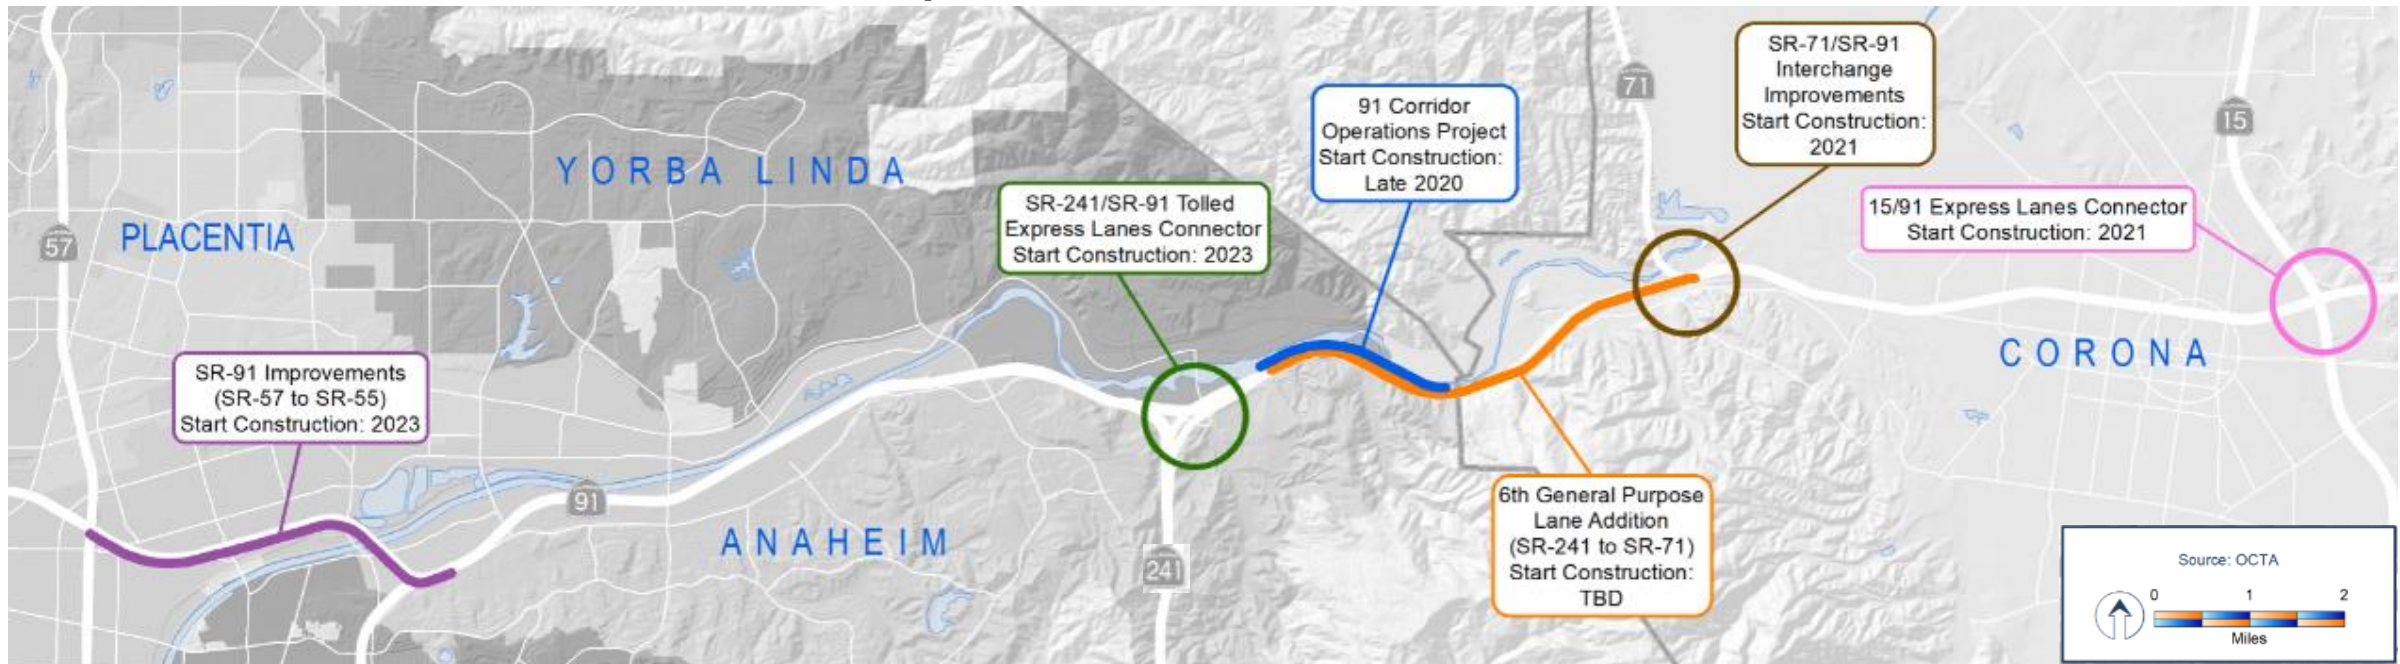 71
SR-71/SR-91
Interchange
Improvements
Start Construction:
2021
15
91 Corridor
Operations Project
Start Construction:
Late 2020
YORBA LINDA
SR-241/SR-91 Tolled
Express Lanes Connector
Start Construction: 2023
15/91 Express Lanes Connector
Start Construction: 2021
57
PLACENTIA
CORONA
SR-91 Improvements
(SR-57 to SR-55)
Start Construction: 2023
91
ANAHEIM
241
6th General Purpose
Lane Addition
(SR-241 to SR-71)
Start Construction:
TBD
Source: OCTA
0 1 2
Miles